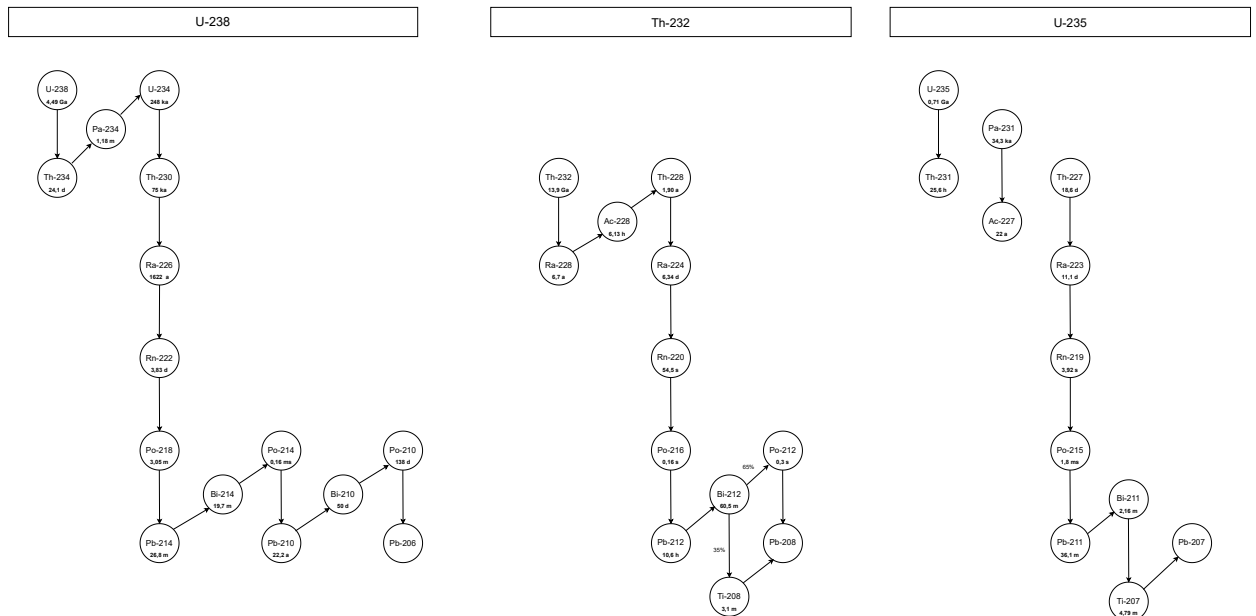 U-238
Th-232
U-235
U-238
4,49 Ga
U-234
248 ka
Pa-234
1,18 m
Th-234
24,1 d
Th-230
75 ka
Ra-226
1622 a
Rn-222
3,83 d
Po-218
3,05 m
Po-214
0,16 ms
Po-210
138 d
Bi-214
19,7 m
Bi-210
50 d
Pb-214
26,8 m
Pb-210
22,2 a
Pb-206
Th-232
13,9 Ga
Th-228
1,90 a
Ac-228
6,13 h
Ra-228
6,7 a
Ra-224
6,34 d
Rn-220
54,5 s
Po-216
0,16 s
Po-212
0,3 s
65%
Bi-212
60,5 m
Pb-212
10,6 h
35%
Pb-208
Ti-208
3,1 m
U-235
0,71 Ga
Pa-231
34,3 ka
Th-231
25,6 h
Th-227
18,6 d
Ac-227
22 a
Ra-223
11,1 d
Rn-219
3,92 s
Po-215
1,8 ms
Bi-211
2,16 m
Pb-211
36,1 m
Pb-207
Ti-207
4,79 m